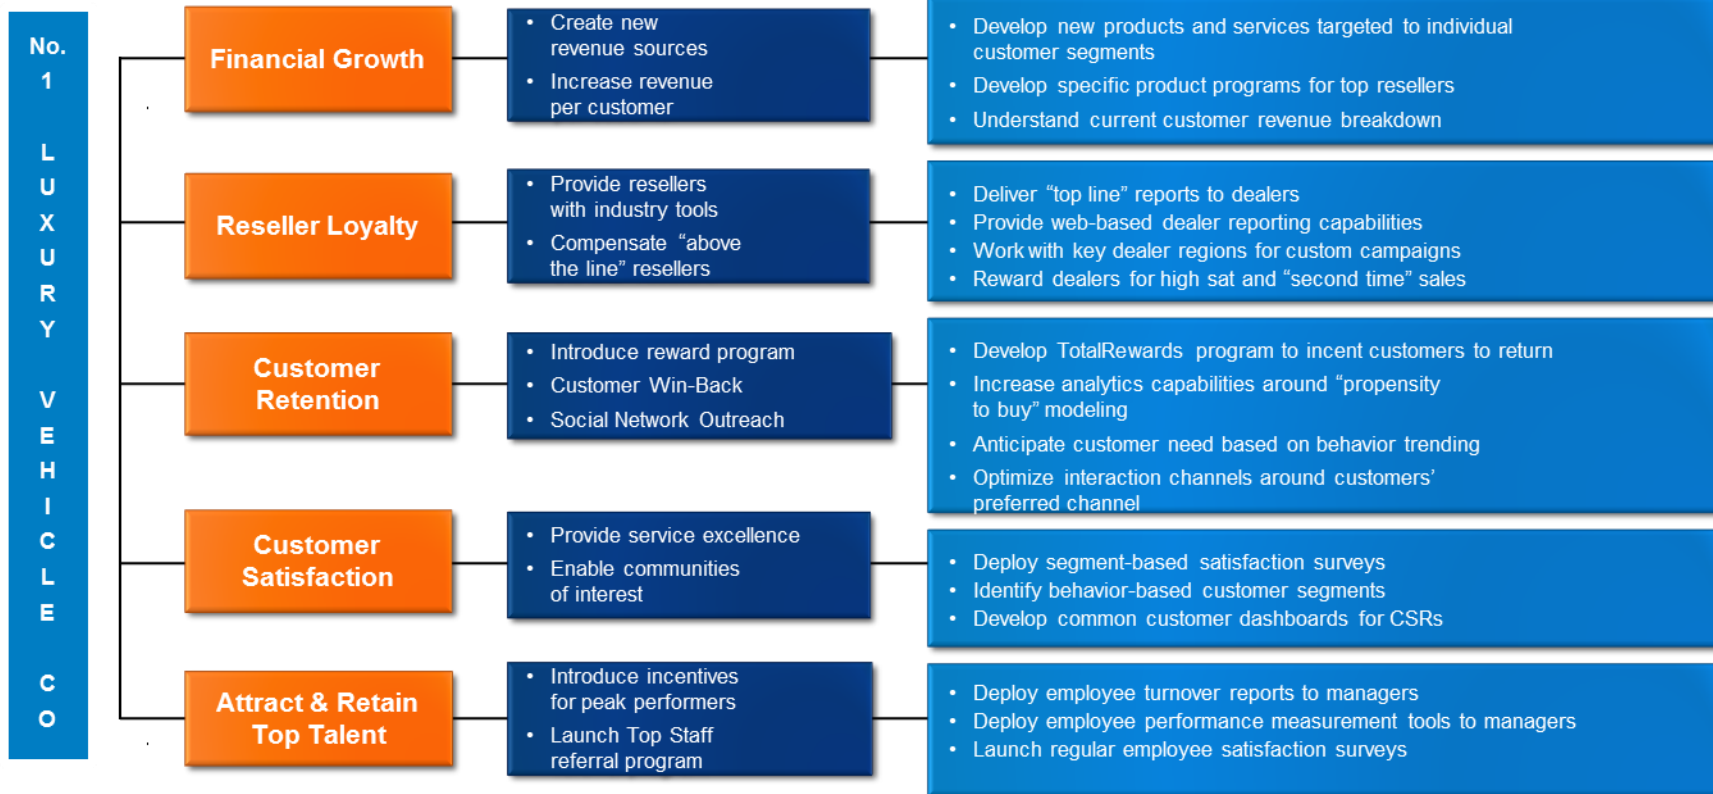 No.
1
L
U
X
U
R
Y
V
E
H
I
C
L
E
C
O
Financial Growth
• Create new
revenue sources
• Increase revenue
per customer
• Develop new products and services targeted to individual
customer segments
• Develop specific product programs for top resellers
• Understand current customer revenue breakdown
Reseller Loyalty
• Provide resellers
with industry tools
• Compensate “above
the line” resellers
• Deliver “top line” reports to dealers
• Provide web-based dealer reporting capabilities
• Work with key dealer regions for custom campaigns
• Reward dealers for high sat and “second time” sales
Customer
Retention
• Introduce reward program
• Customer Win-Back
• Social Network Outreach
• Develop TotalRewards program to incent customers to return
• Increase analytics capabilities around “propensity
to buy” modeling
• Anticipate customer need based on behavior trending
• Optimize interaction channels around customers’
preferred channel
Customer
Satisfaction
• Provide service excellence
• Enable communities
of interest
• Deploy segment-based satisfaction surveys
• Identify behavior-based customer segments
• Develop common customer dashboards for CSRs
Attract & Retain
Top Talent
• Introduce incentives
for peak performers
• Launch Top Staff
referral program
• Deploy employee turnover reports to managers
• Deploy employee performance measurement tools to managers
• Launch regular employee satisfaction surveys